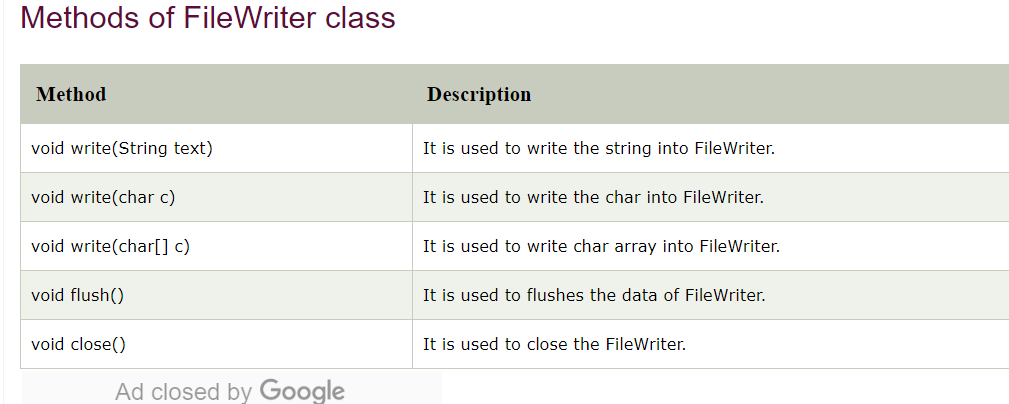 Methods of FileWriter class
Method Description
void write(String text) It is used to write the string into FileWriter.
void write(char c) It is used to write the char into FileWriter.
void write(char[] c) It is used to write char array into FileWriter.
void flush() It is used to flushes the data of FileWriter.
void close() It is used to close the FileWriter.
Ad closed by Google